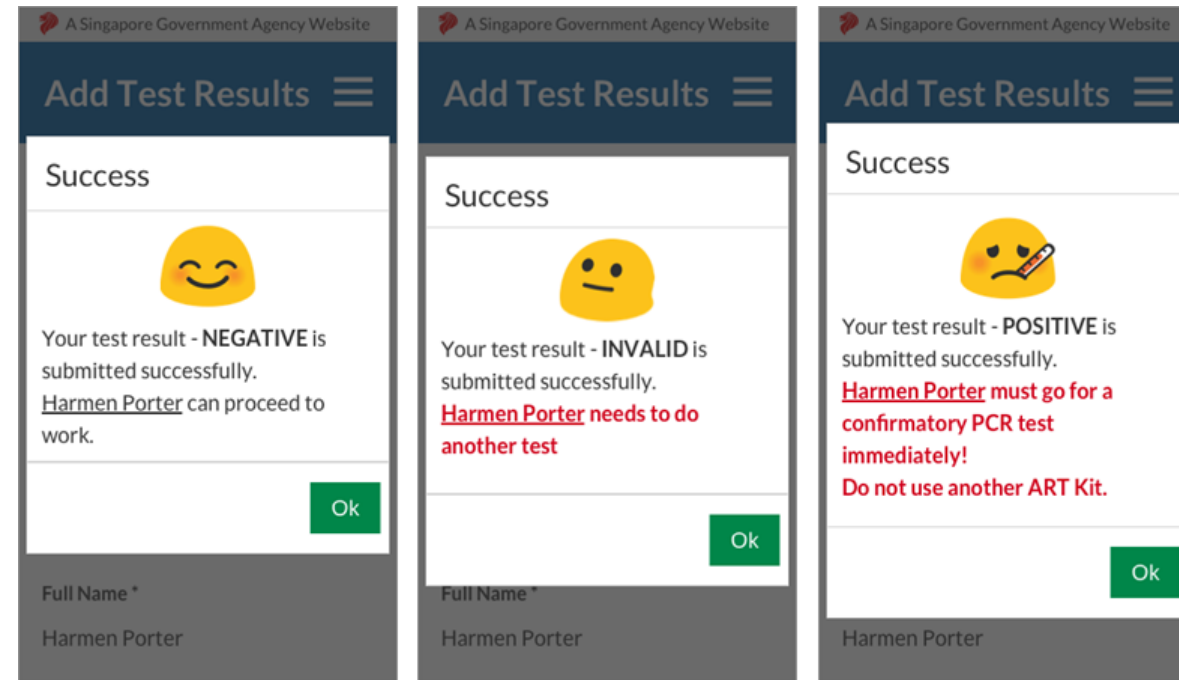 A Singapore Government Agency Website
Add Test Results
Success
Your test result - NEGATIVE is
submitted successfully.
Harmen Porter can proceed to
work.
Ok
Full Name *
Harmen Porter
A Singapore Government Agency Website
Add Test Results
Success
Your test result - INVALID is
submitted successfully.
Harmen Porter needs to do
another test
Ok
Full Name *
Harmen Porter
A Singapore Government Agency Website
Add Test Results
Success
Your test result - POSITIVE is
submitted successfully.
Harmen Porter must go for a
confirmatory PCR test
immediately!
Do not use another ART Kit.
Ok
Harmen Porter